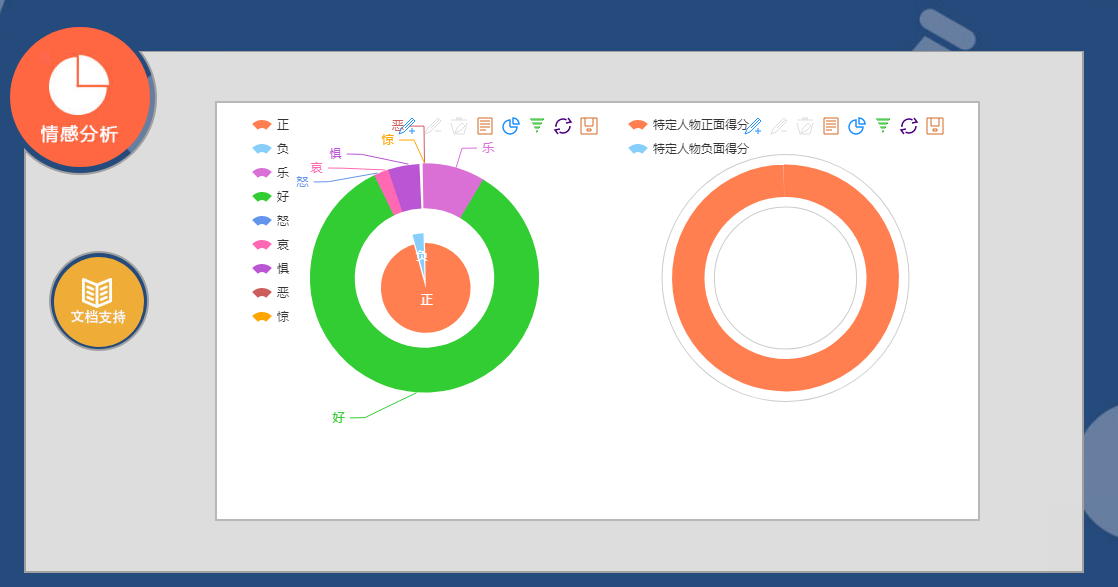 情感分析
文档支持
正
负
乐
好
怒
哀
惧
恶
惊
恶
惊
惧
哀
怒
乐
负
正
好
特定人物正面得分
特定人物负面得分